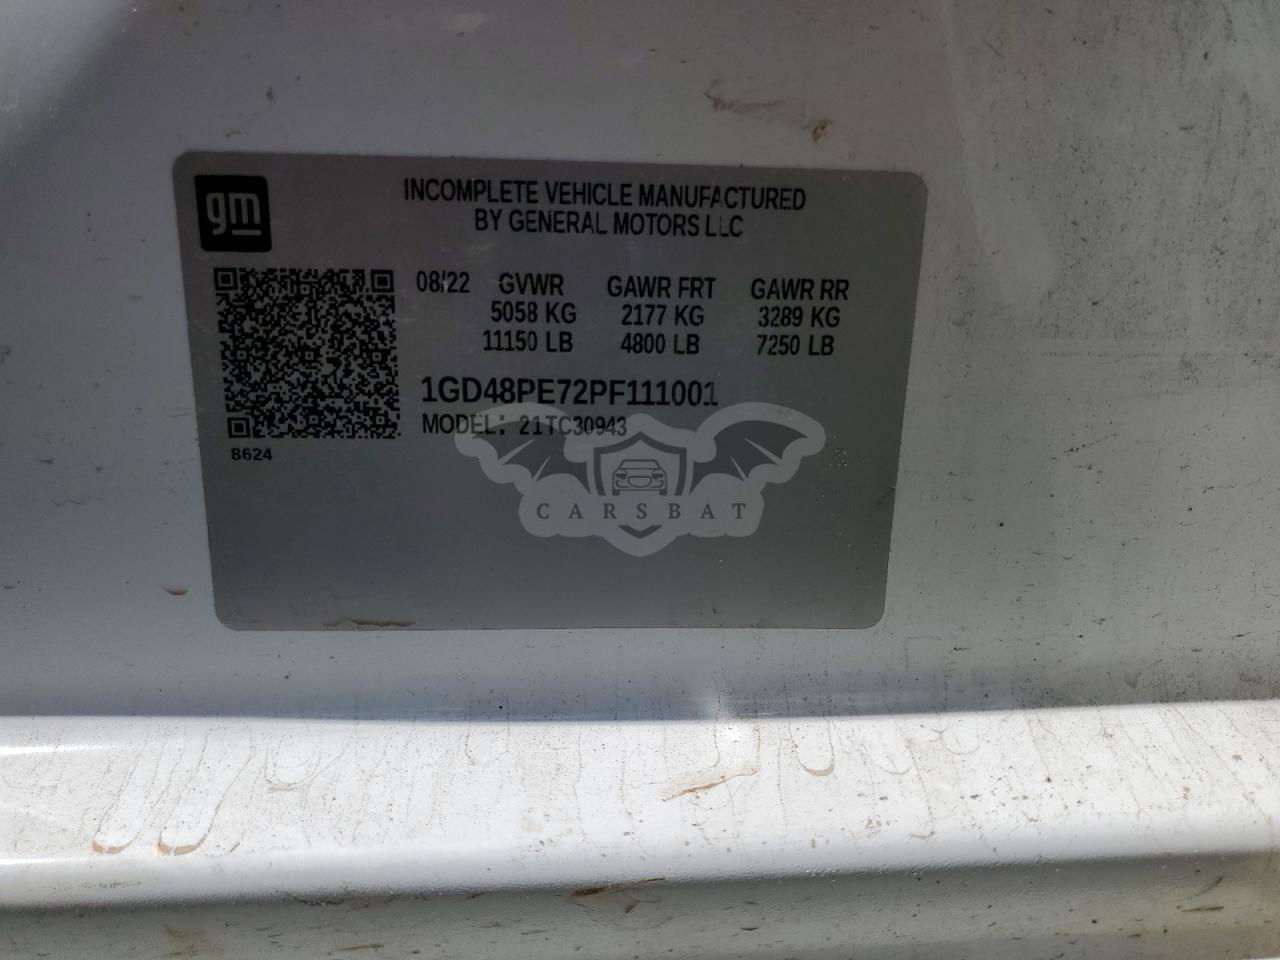 gm
INCOMPLETE VEHICLE MANUFACTURED
BY GENERAL MOTORS LLC
08/22 GVWR GAWR FRT GAWR RR
5058 KG 2177 KG 3289 KG
11150 LB 4800 LB 7250 LB
1GD48PE72PF111001
MODEL: 21TC30943
8624
CARSBAT